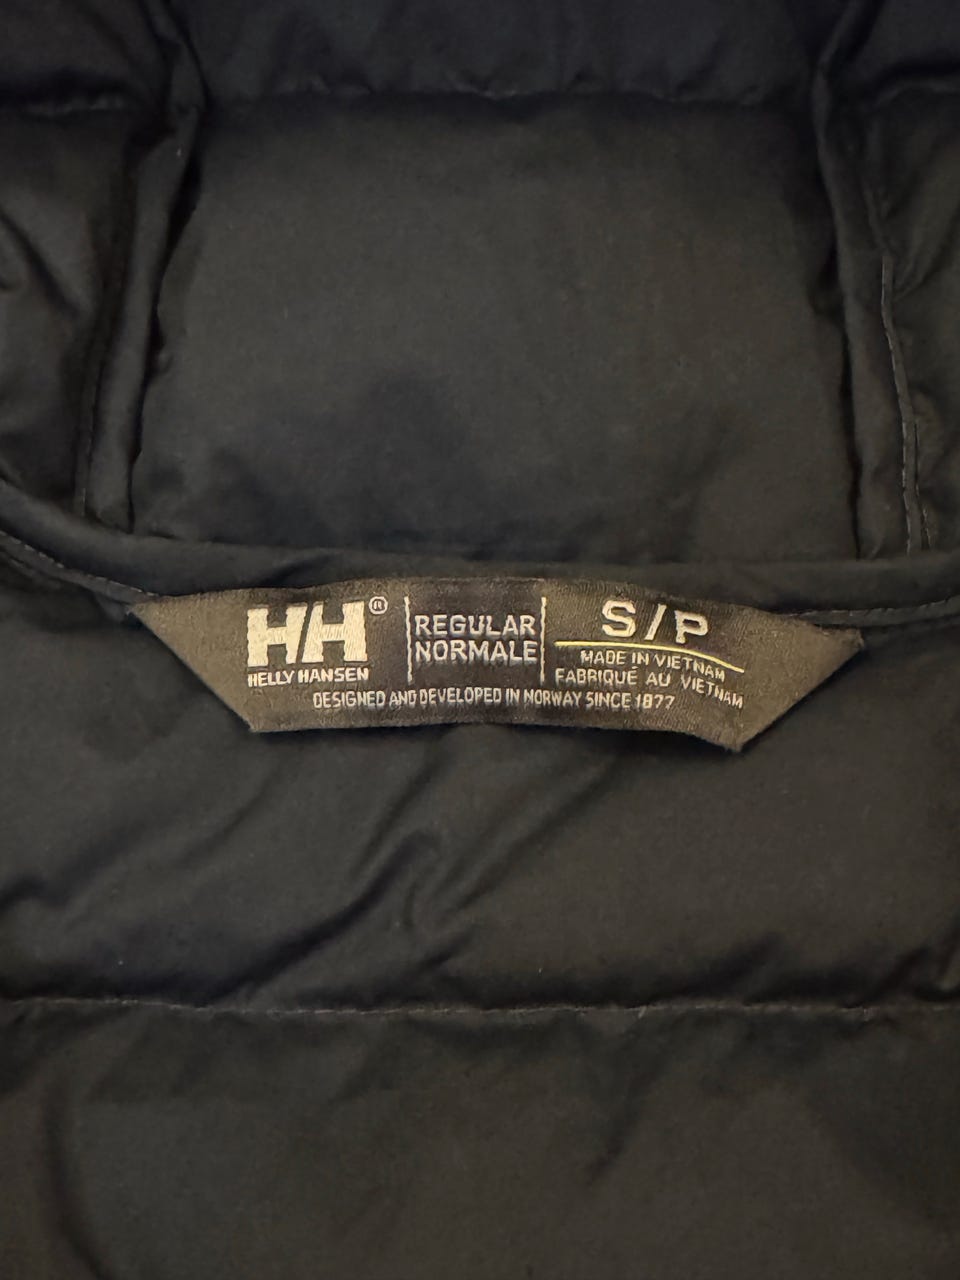 HH®
HELLY HANSEN
REGULAR
NORMALE
S/P
MADE IN VIETNAM
FABRIQUÉ AU VIETNAM
DESIGNED AND DEVELOPED IN NORWAY SINCE 1877